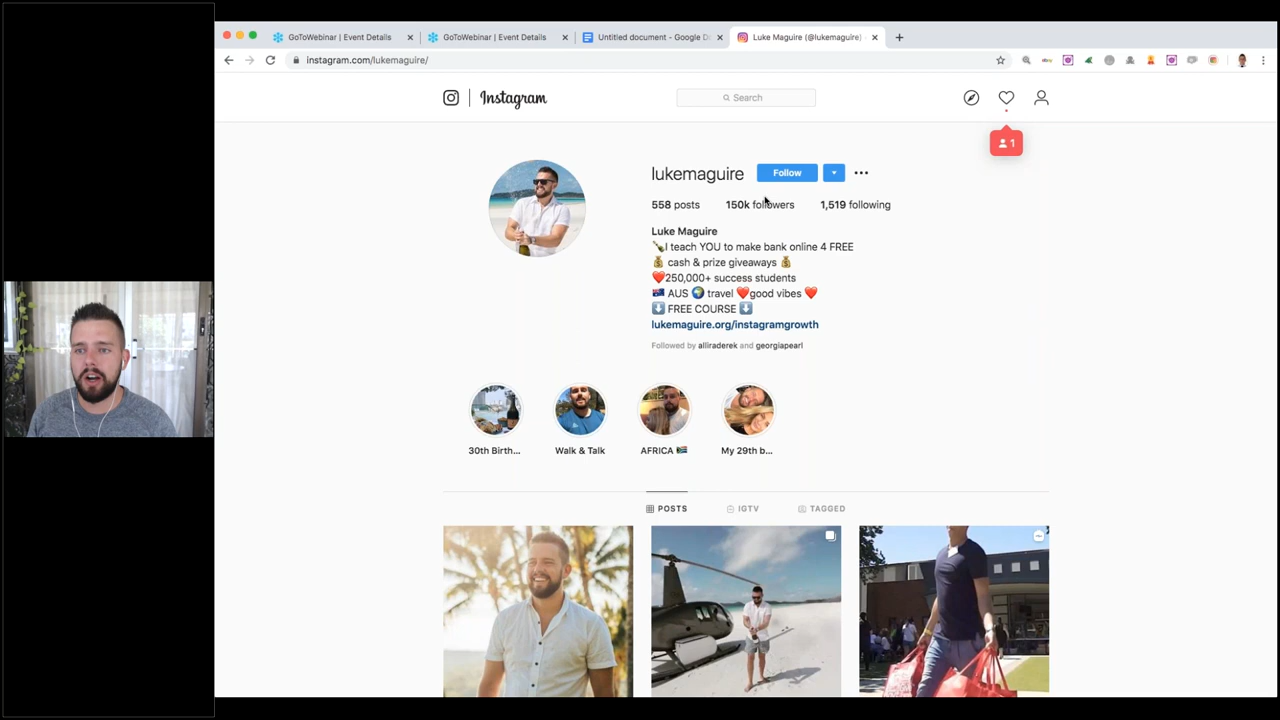 GoToWebinar | Event Details
GoToWebinar | Event Details
Untitled document - Google D
Luke Maguire (@lukemaguire)
instagram.com/lukemaguire/
Instagram
Search
1
lukemaguire
Follow
558 posts 150k followers 1,519 following
Luke Maguire
🍾I teach YOU to make bank online 4 FREE
💰 cash & prize giveaways 💰
❤️250,000+ success students
🇦🇺 AUS 🌍 travel ❤️good vibes ❤️
⬇️ FREE COURSE ⬇️
lukemaguire.org/instagramgrowth
Followed by alliraderek and georgiapearl
30th Birth... Walk & Talk AFRICA 🇿🇦 My 29th b...
POSTS IGTV TAGGED